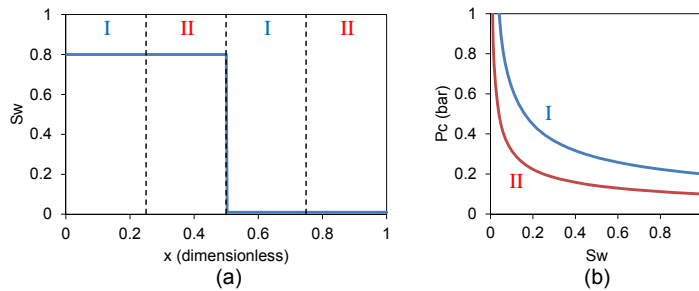 I II I II
1
0.8
0.6
0.4
0.2
0
Sw
0 0.2 0.4 0.6 0.8 1
x (dimensionless)
(a)
1
0.8
0.6
0.4
0.2
0
Pc (bar)
I
II
0.0 0.2 0.4 0.6 0.8
Sw
(b)